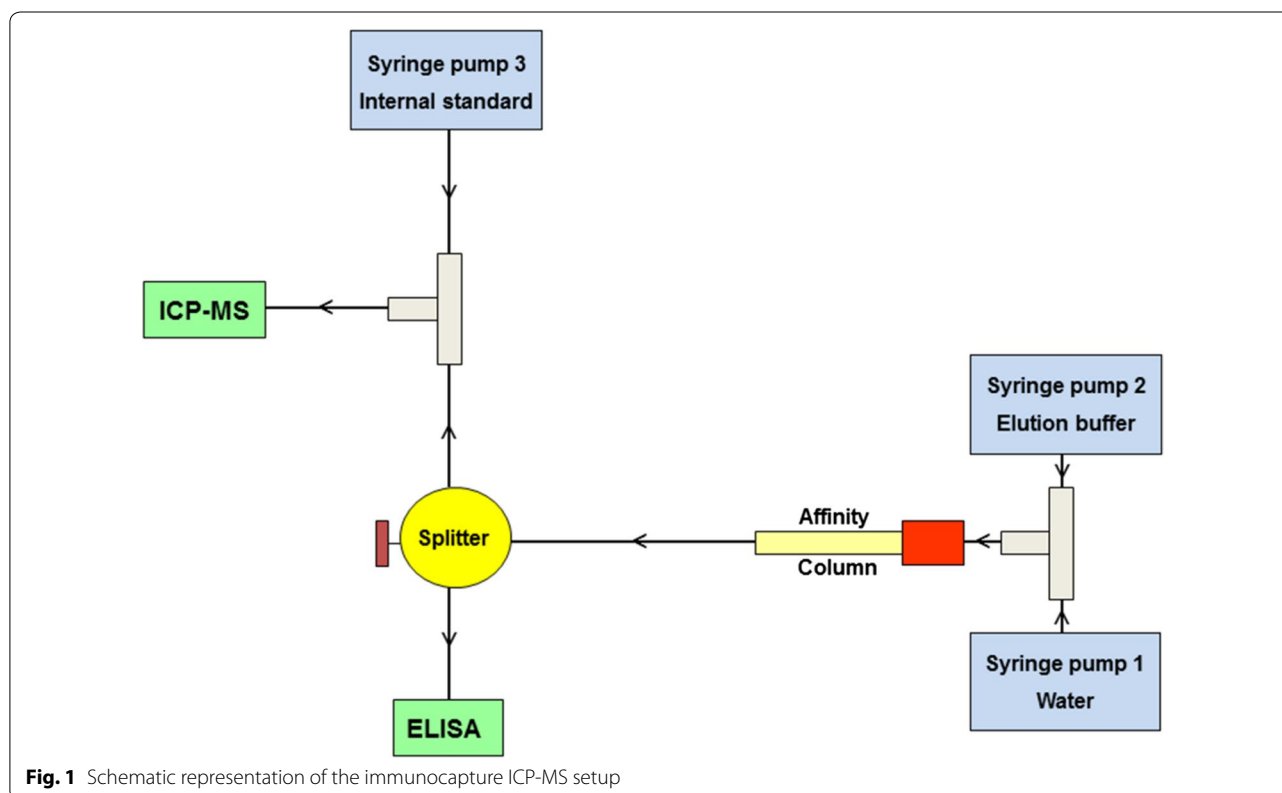 Syringe pump 3
Internal standard
ICP-MS
Syringe pump 2
Elution buffer
Affinity
Splitter
Column
Syringe pump 1
Water
ELISA
Fig. 1 Schematic representation of the immunocapture ICP-MS setup